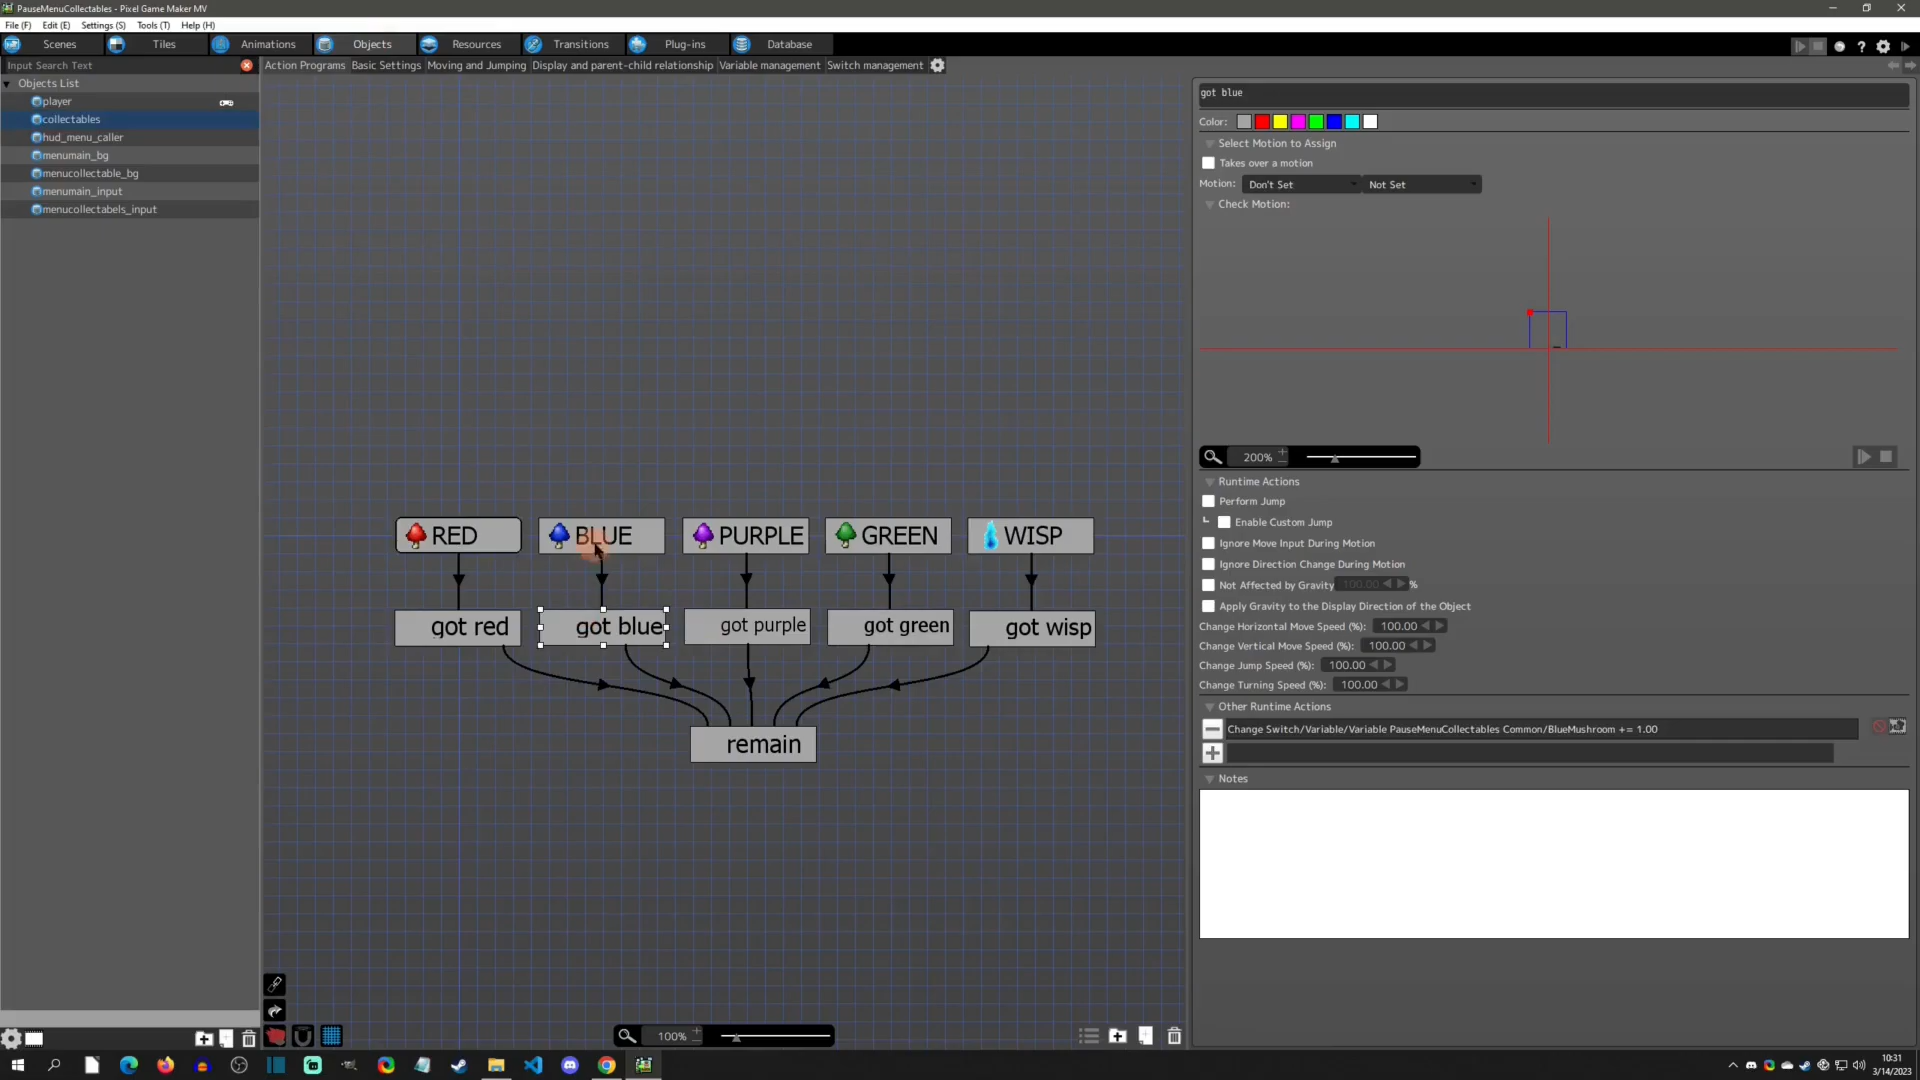 PauseMenuCollectables - Pixel Game Maker MV
File (F) Edit (E) Settings (S) Tools (T) Help (H)
Scenes Tiles Animations Objects Resources Transitions Plug-ins Database
Input Search Text
Action Programs Basic Settings Moving and Jumping Display and parent-child relationship Variable management Switch management
Objects List
player
collectables
hud_menu_caller
menumain_bg
menucollectable_bg
menumain_input
menucollectabels_input
RED BLUE PURPLE GREEN WISP
got red got blue got purple got green got wisp
remain
100%
got blue
Color:
Select Motion to Assign
Takes over a motion
Motion: Don't Set Not Set
Check Motion:
200%
Runtime Actions
Perform Jump
Enable Custom Jump
Ignore Move Input During Motion
Ignore Direction Change During Motion
Not Affected by Gravity 100.00 %
Apply Gravity to the Display Direction of the Object
Change Horizontal Move Speed (%): 100.00
Change Vertical Move Speed (%): 100.00
Change Jump Speed (%): 100.00
Change Turning Speed (%): 100.00
Other Runtime Actions
Change Switch/Variable/Variable PauseMenuCollectables Common/BlueMushroom += 1.00
Notes
10:31
3/14/2023